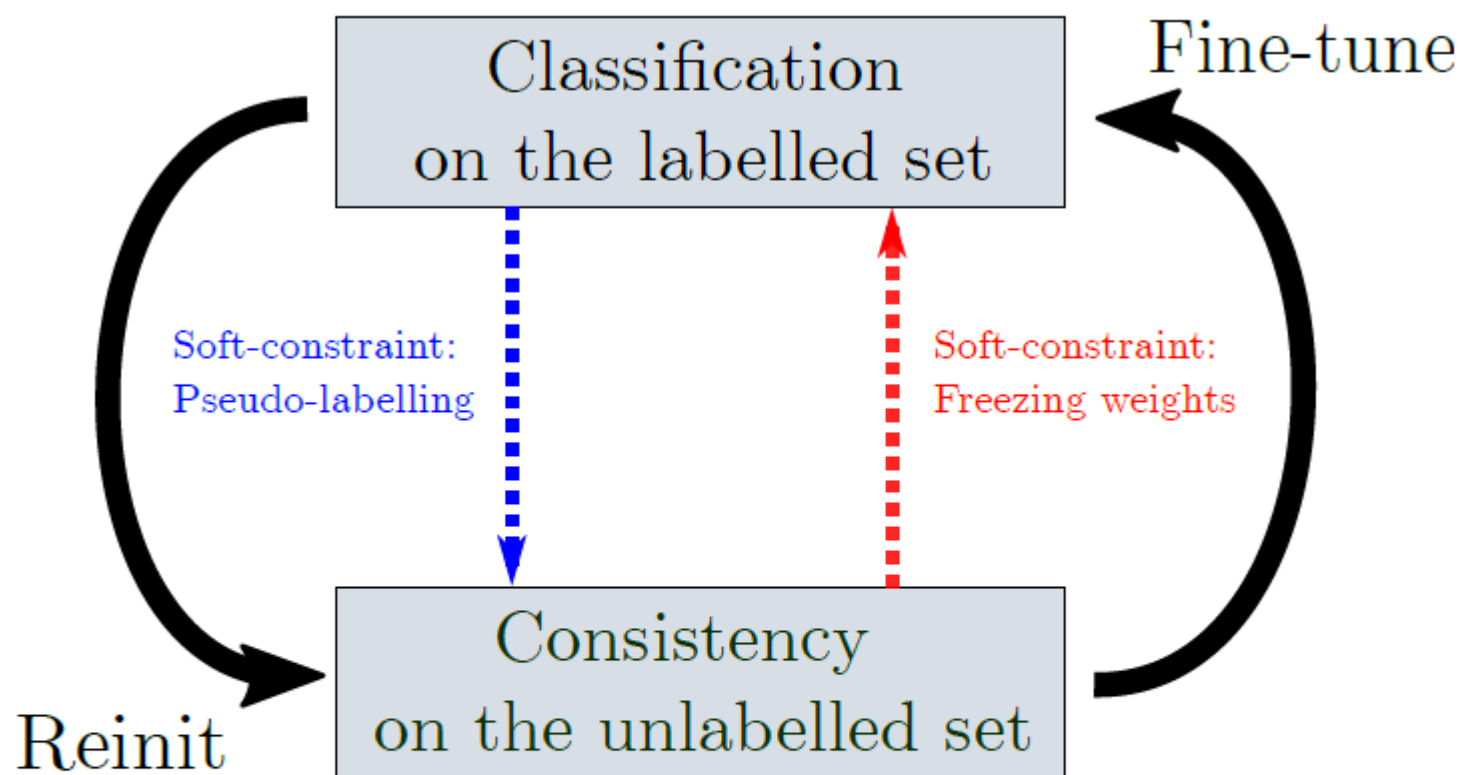 Classification
on the labelled set
Fine-tune
Soft-constraint:
Pseudo-labelling
Soft-constraint:
Freezing weights
Consistency
on the unlabelled set
Reinit